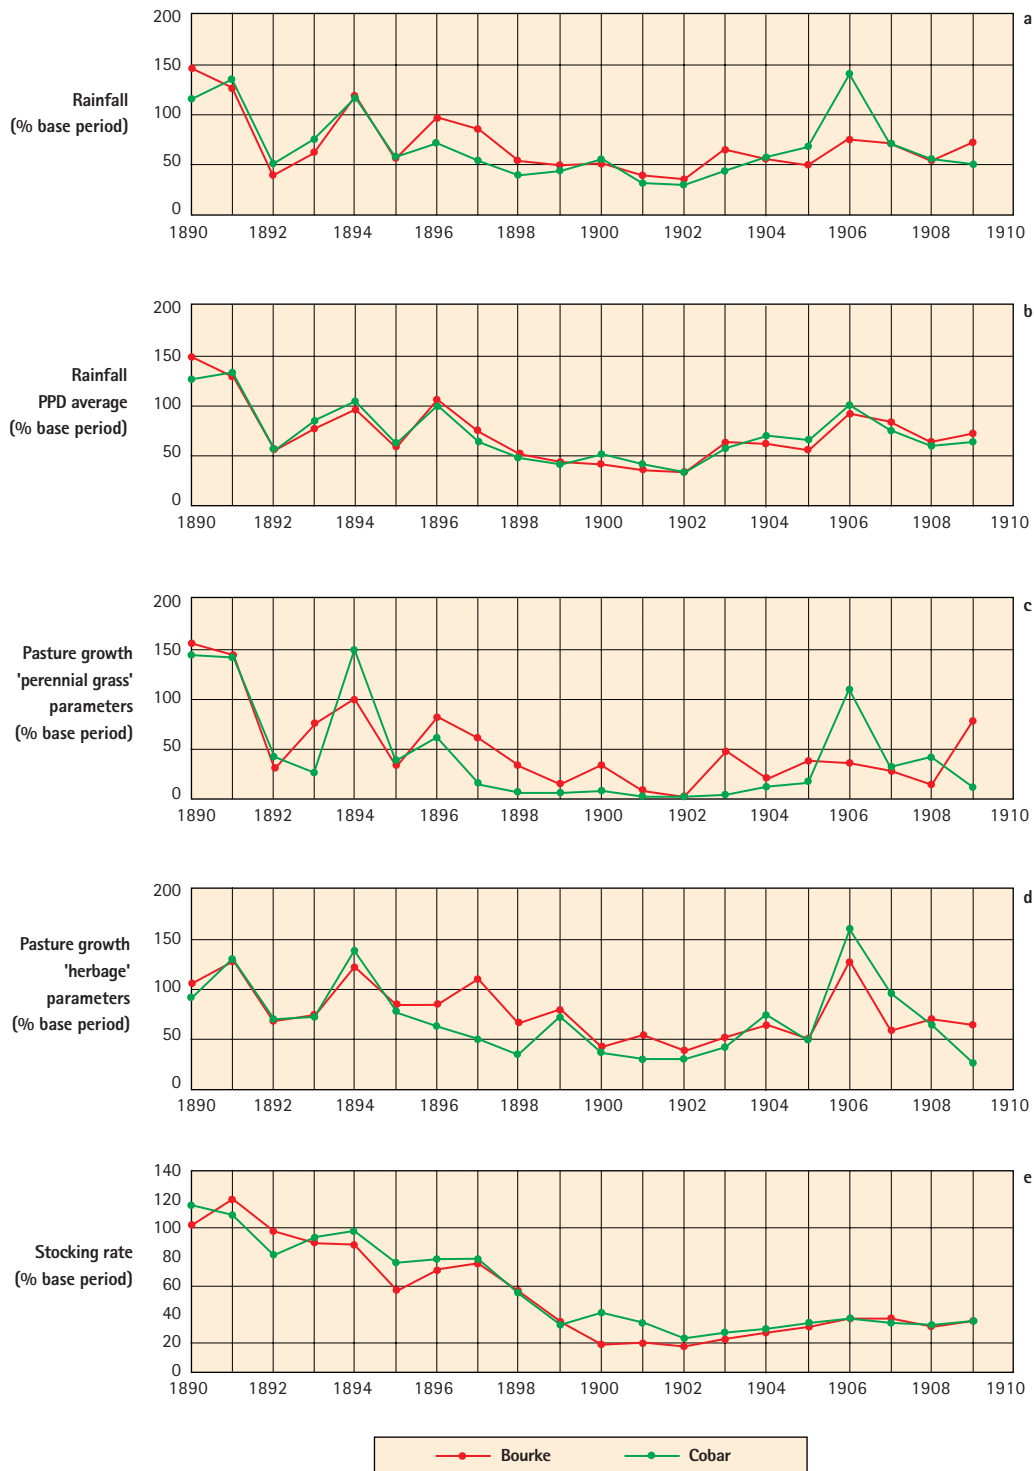 200
a
150
Rainfall
(% base period)
100
50
0
1890 1892 1894 1896 1898 1900 1902 1904 1906 1908 1910
200
b
150
Rainfall
PPD average
(% base period)
100
50
0
1890 1892 1894 1896 1898 1900 1902 1904 1906 1908 1910
200
c
150
Pasture growth
'perennial grass'
parameters
(% base period)
100
50
0
1890 1892 1894 1896 1898 1900 1902 1904 1906 1908 1910
200
d
150
Pasture growth
'herbage'
parameters
(% base period)
100
50
0
1890 1892 1894 1896 1898 1900 1902 1904 1906 1908 1910
140
e
120
100
80
Stocking rate
(% base period)
60
40
20
0
1890 1892 1894 1896 1898 1900 1902 1904 1906 1908 1910
Bourke Cobar